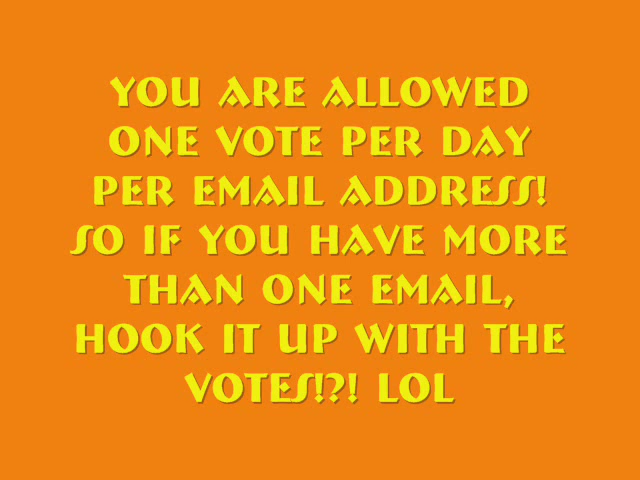 YOU ARE ALLOWED
ONE VOTE PER DAY
PER EMAIL ADDRESS!
SO IF YOU HAVE MORE
THAN ONE EMAIL,
HOOK IT UP WITH THE
VOTES!?! LOL